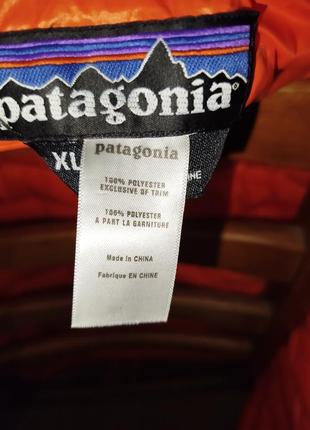 patagonia®
XL
patagonia
100% POLYESTER
EXCLUSIVE OF TRIM
100% POLYESTER
A PART LA GARNITURE
Made in CHINA
Fabrique EN CHINE